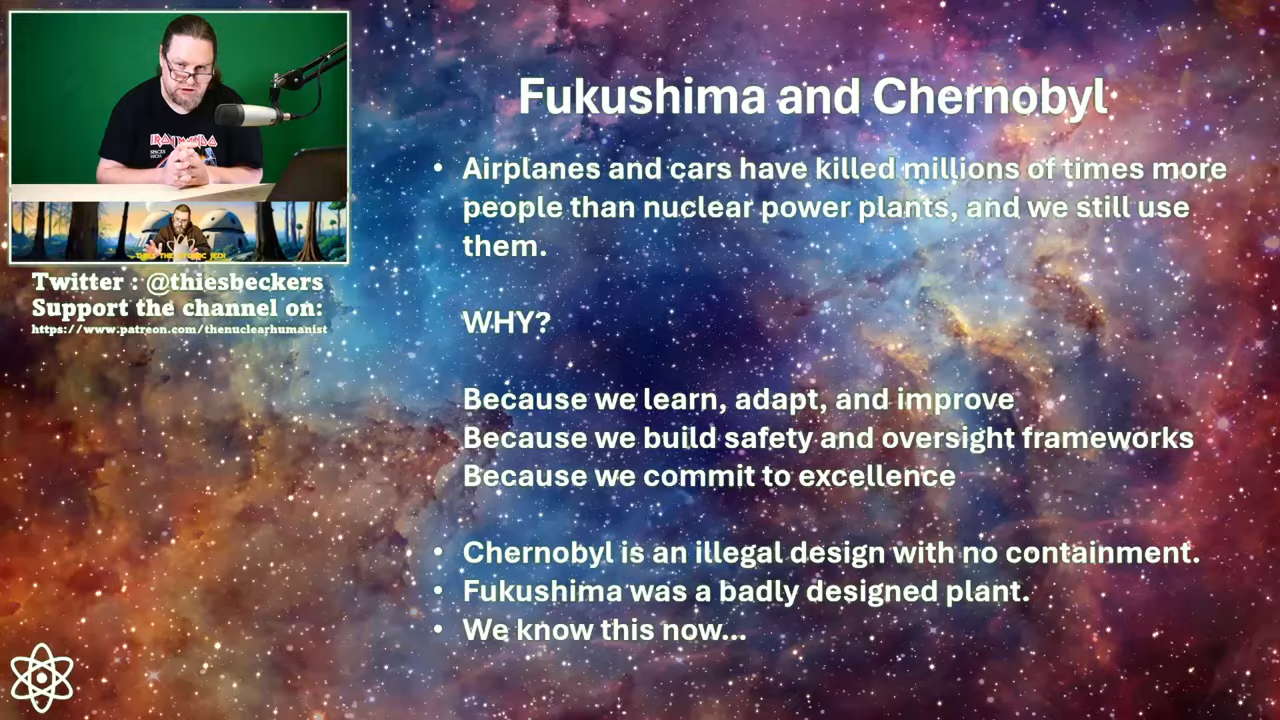 Fukushima and Chernobyl
• Airplanes and cars have killed millions of times more
people than nuclear power plants, and we still use
them.
WHY?
Because we learn, adapt, and improve
Because we build safety and oversight frameworks
Because we commit to excellence
• Chernobyl is an illegal design with no containment.
• Fukushima was a badly designed plant.
• We know this now...
Twitter : @thiesbeckers
Support the channel on:
https://www.patreon.com/thenuclearhumanist